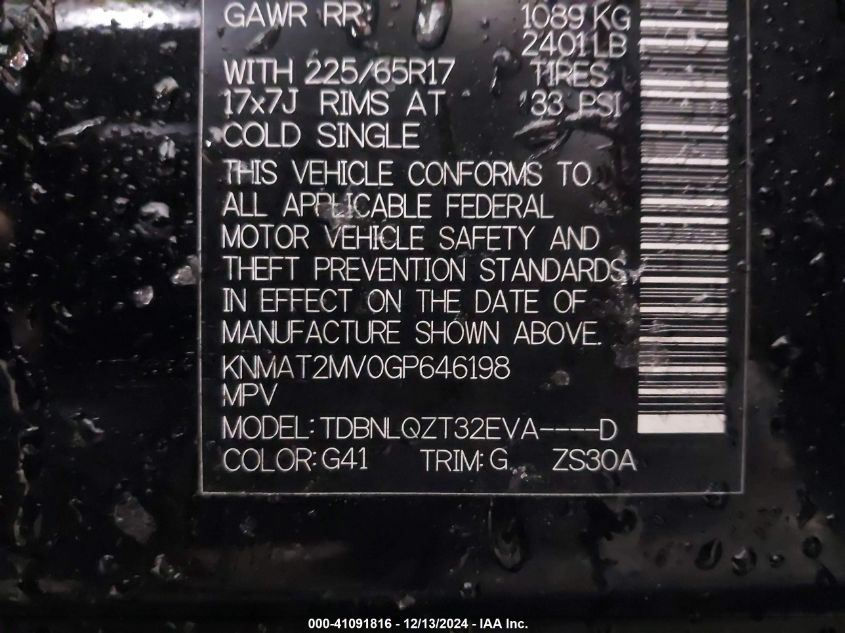 GAWR RR: 1089 KG
2401 LB
WITH 225/65R17 TIRES
17x7J RIMS AT 33 PSI
COLD SINGLE
THIS VEHICLE CONFORMS TO
ALL APPLICABLE FEDERAL
MOTOR VEHICLE SAFETY AND
THEFT PREVENTION STANDARDS
IN EFFECT ON THE DATE OF
MANUFACTURE SHOWN ABOVE.
KNMAT2MV0GP646198
MPV
MODEL: TDBNLQZT32EVA----D
COLOR: G41 TRIM: G ZS30A
000-41091816 - 12/13/2024 - IAA Inc.